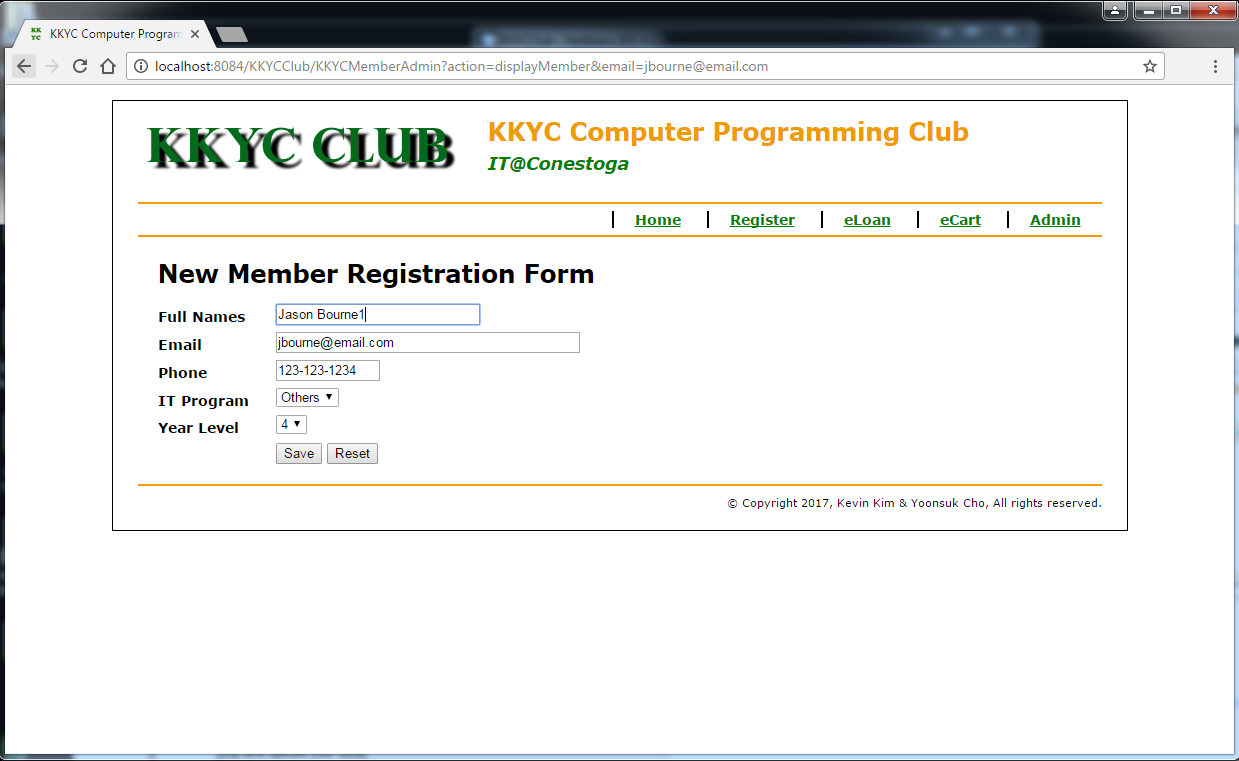 KKYC Computer Program
localhost:8084/KKYCClub/KKYCMemberAdmin?action=displayMember&email=jbourne@email.com
KKYC CLUB
KKYC Computer Programming Club
IT@Conestoga
Home Register eLoan eCart Admin
New Member Registration Form
Full Names Jason Bourne1
Email jbourne@email.com
Phone 123-123-1234
IT Program Others
Year Level 4
Save Reset
© Copyright 2017, Kevin Kim & Yoonsuk Cho, All rights reserved.